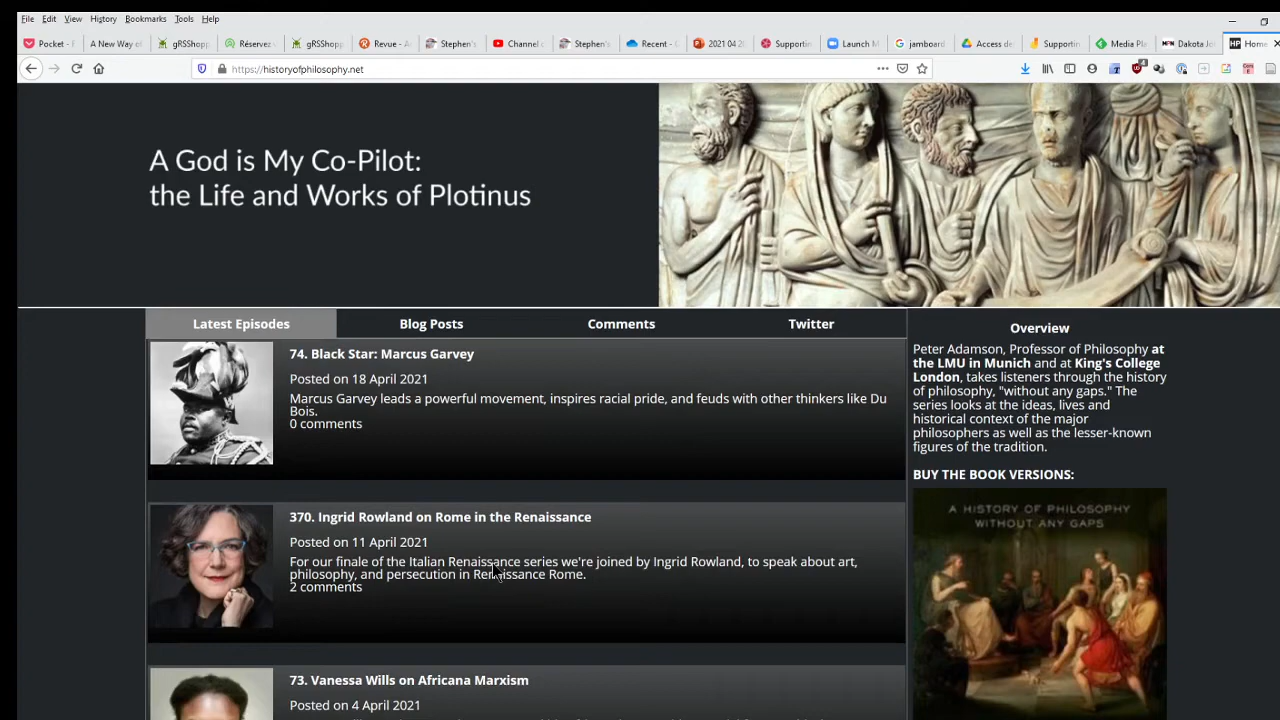 File Edit View History Bookmarks Tools Help
Pocket - F
A New Way o
gRSShopp
Réservez
gRSShopp
Revue - A
Stephen's
Channel c
Stephen's
Recent -
2021 04 2
Supportin
Launch M
jamboard
Access de
Supportin
Media Pl
Dakota Jo
Home
https://historyofphilosophy.net
A God is My Co-Pilot:
the Life and Works of Plotinus
Latest Episodes
Blog Posts
Comments
Twitter
74. Black Star: Marcus Garvey
Posted on 18 April 2021
Marcus Garvey leads a powerful movement, inspires racial pride, and feuds with other thinkers like Du
Bois.
0 comments
370. Ingrid Rowland on Rome in the Renaissance
Posted on 11 April 2021
For our finale of the Italian Renaissance series we're joined by Ingrid Rowland, to speak about art,
philosophy, and persecution in Renaissance Rome.
2 comments
73. Vanessa Wills on Africana Marxism
Posted on 4 April 2021
Overview
Peter Adamson, Professor of Philosophy at
the LMU in Munich and at King's College
London, takes listeners through the history
of philosophy, "without any gaps." The
series looks at the ideas, lives and
historical context of the major
philosophers as well as the lesser-known
figures of the tradition.
BUY THE BOOK VERSIONS:
A HISTORY OF PHILOSOPHY
WITHOUT ANY GAPS